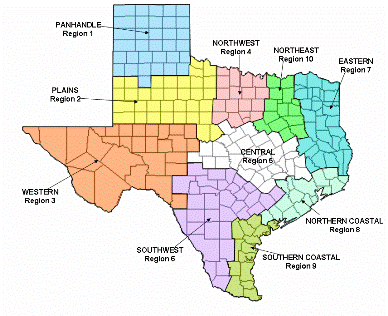 PANHANDLE
Region 1
NORTHWEST
Region 4
NORTHEAST
Region 10
EASTERN
Region 7
PLAINS
Region 2
CENTRAL
Region 5
WESTERN
Region 3
NORTHERN COASTAL
Region 8
SOUTHWEST
Region 6
SOUTHERN COASTAL
Region 9